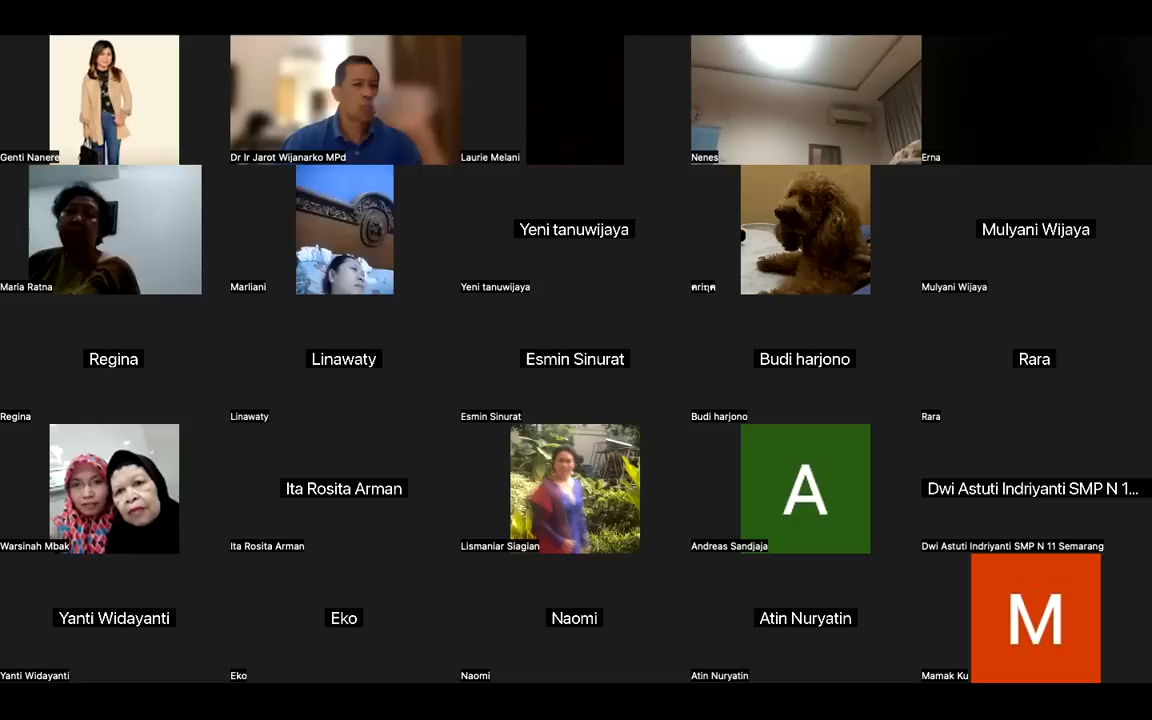 Genti Nanere
Dr Ir Jarot Wijanarko MPd
Laurie Melani
Nenes
Erna
Maria Ratna
Marliani
Yeni tanuwijaya
Yeni tanuwijaya
Mulyani Wijaya
Mulyani Wijaya
Regina
Regina
Linawaty
Linawaty
Esmin Sinurat
Esmin Sinurat
Budi harjono
Budi harjono
Rara
Rara
Warsinah Mbak
Ita Rosita Arman
Ita Rosita Arman
Lismaniar Siagian
A
Andreas Sandjaja
Dwi Astuti Indriyanti SMP N 1...
Dwi Astuti Indriyanti SMP N 11 Semarang
Yanti Widayanti
Yanti Widayanti
Eko
Eko
Naomi
Naomi
Atin Nuryatin
Atin Nuryatin
M
Mamak Ku